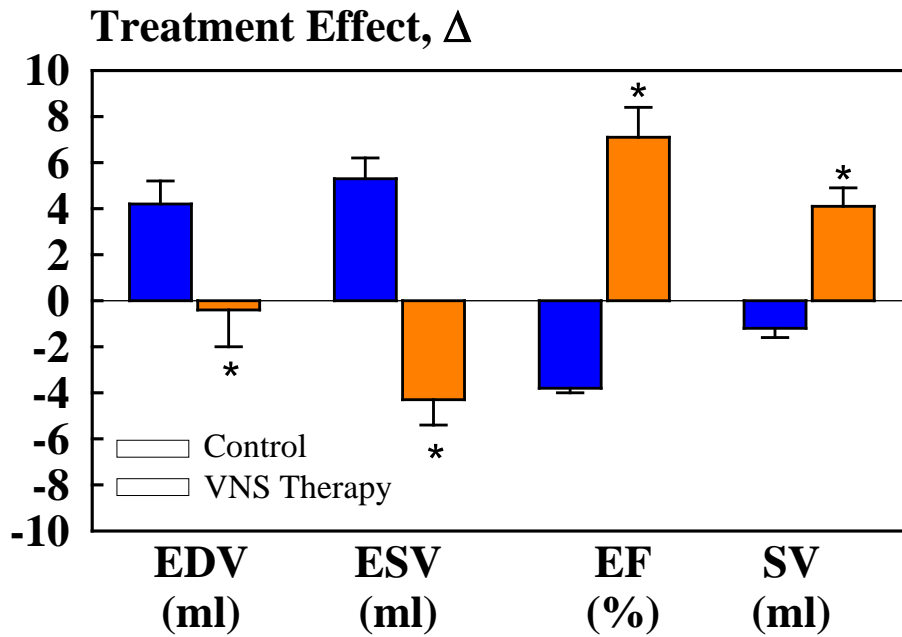 Treatment Effect, Δ
10
8
6
4
2
0
-2
-4
-6
-8
-10
*
*
*
*
Control
VNS Therapy
EDV
(ml)
ESV
(ml)
EF
(%)
SV
(ml)